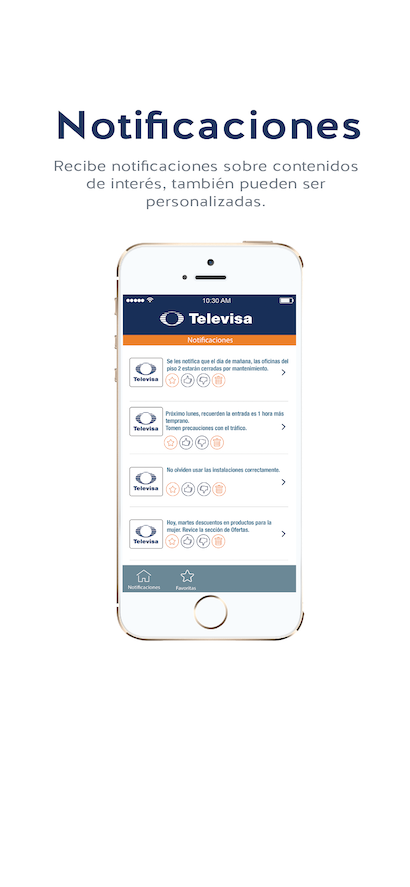 Notificaciones
Recibe notificaciones sobre contenidos
de interés, también pueden ser
personalizadas.
10:30 AM
Televisa
Notificaciones
Se les notifica que el día de mañana, las oficinas del
piso 2 estarán cerradas por mantenimiento.
Televisa
Próximo lunes, recuerden la entrada es 1 hora más
temprano.
Tomen precauciones con el tráfico.
Televisa
No olviden usar las instalaciones correctamente.
Televisa
Hoy, martes descuentos en productos para la
mujer. Revice la sección de Ofertas.
Televisa
Notificaciones
Favoritas